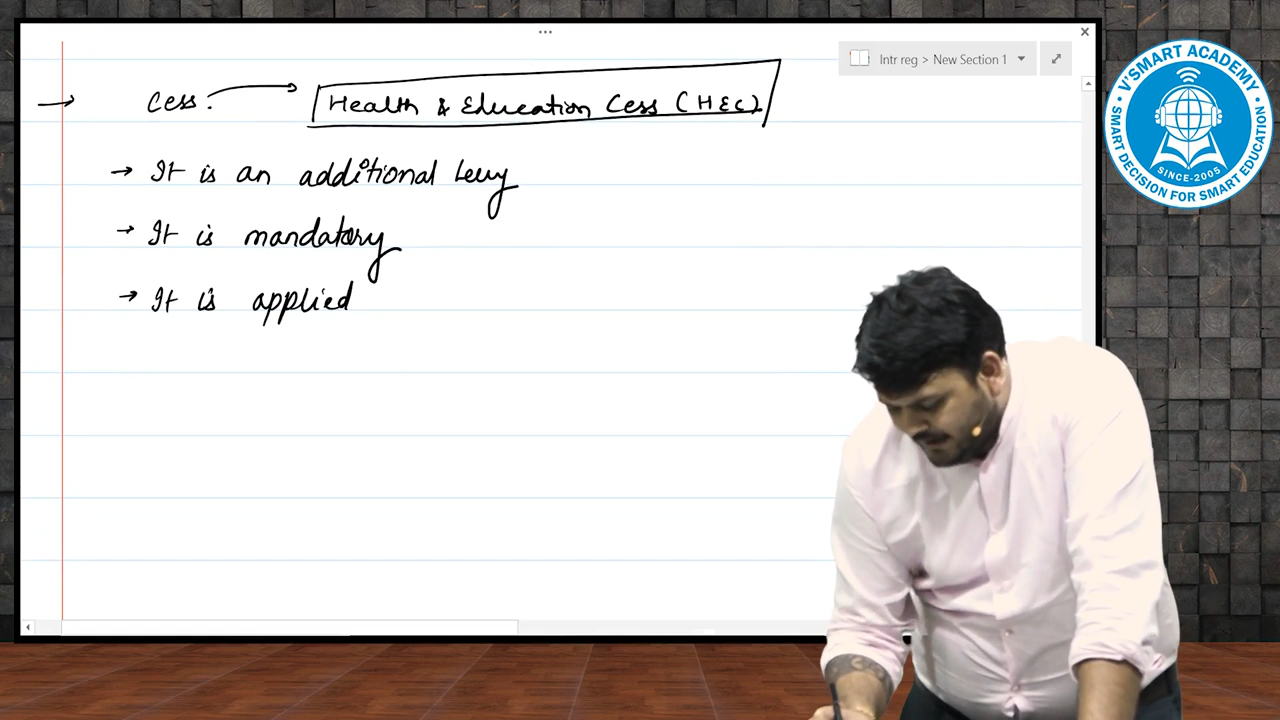 Intr reg > New Section 1
→ Cess. → Health & Education Cess (HEC).
→ It is an additional levy
→ It is mandatory
→ It is applied
• V'SMART ACADEMY •
SINCE-2005
SMART DECISION FOR SMART EDUCATION